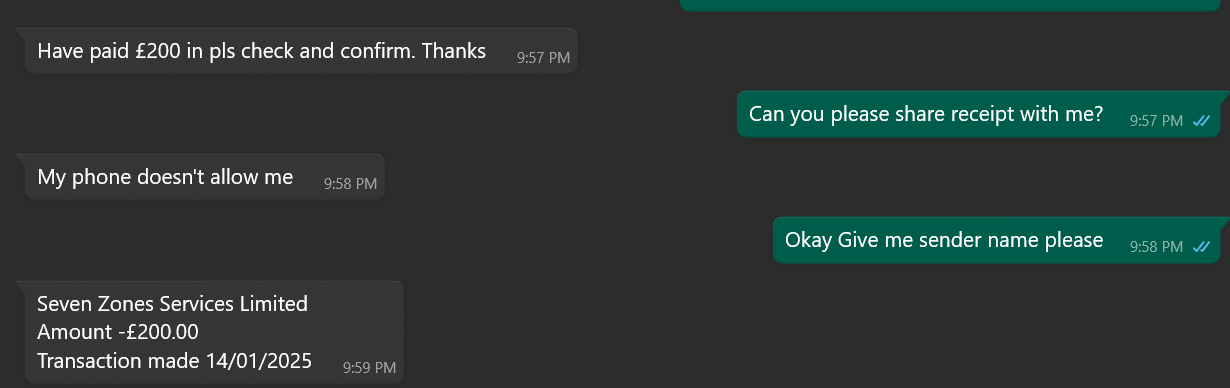 Have paid £200 in pls check and confirm. Thanks
9:57 PM
Can you please share receipt with me?
9:57 PM
My phone doesn't allow me
9:58 PM
Okay Give me sender name please
9:58 PM
Seven Zones Services Limited
Amount -£200.00
Transaction made 14/01/2025
9:59 PM